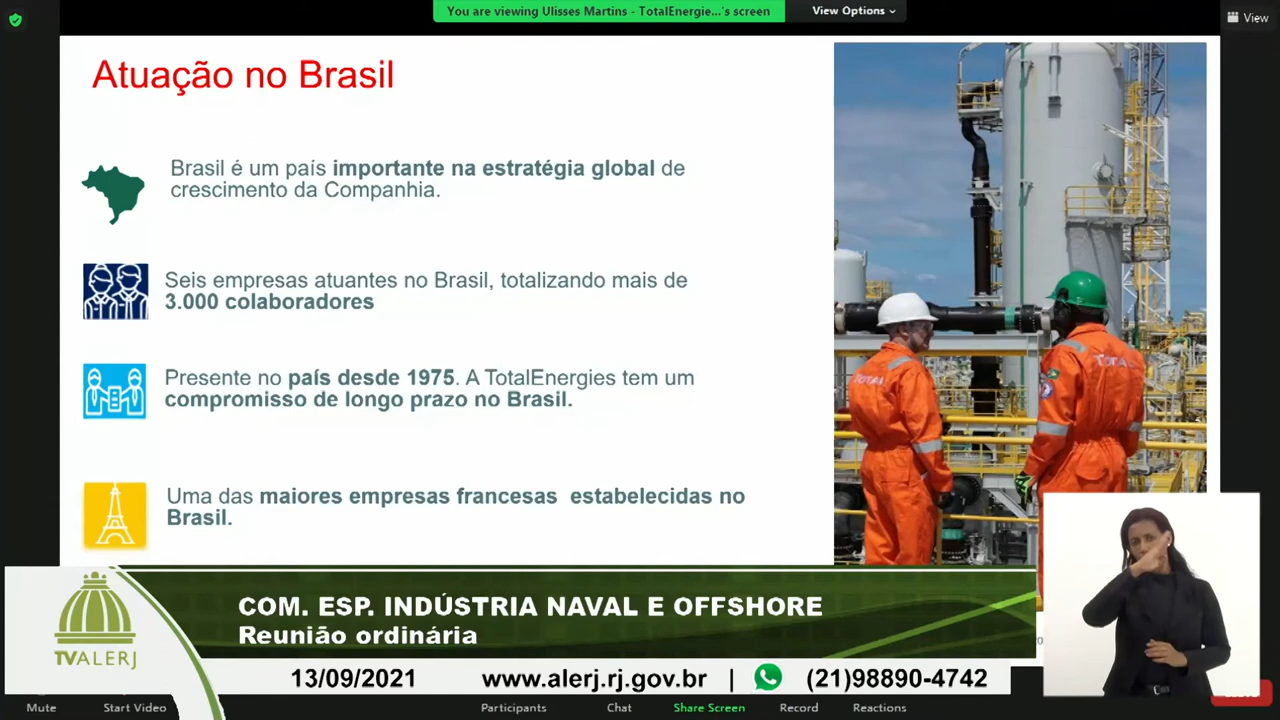 You are viewing Ulisses Martins - TotalEnergie...'s screen
View Options
View
Atuação no Brasil
Brasil é um país importante na estratégia global de
crescimento da Companhia.
Seis empresas atuantes no Brasil, totalizando mais de
3.000 colaboradores
Presente no país desde 1975. A TotalEnergies tem um
compromisso de longo prazo no Brasil.
Uma das maiores empresas francesas estabelecidas no
Brasil.
TOTAL
TOTAL
COM. ESP. INDÚSTRIA NAVAL E OFFSHORE
Reunião ordinária
TVALERJ
13/09/2021
www.alerj.rj.gov.br | (21)98890-4742
Mute
Start Video
Participants
Chat
Share Screen
Record
Reactions